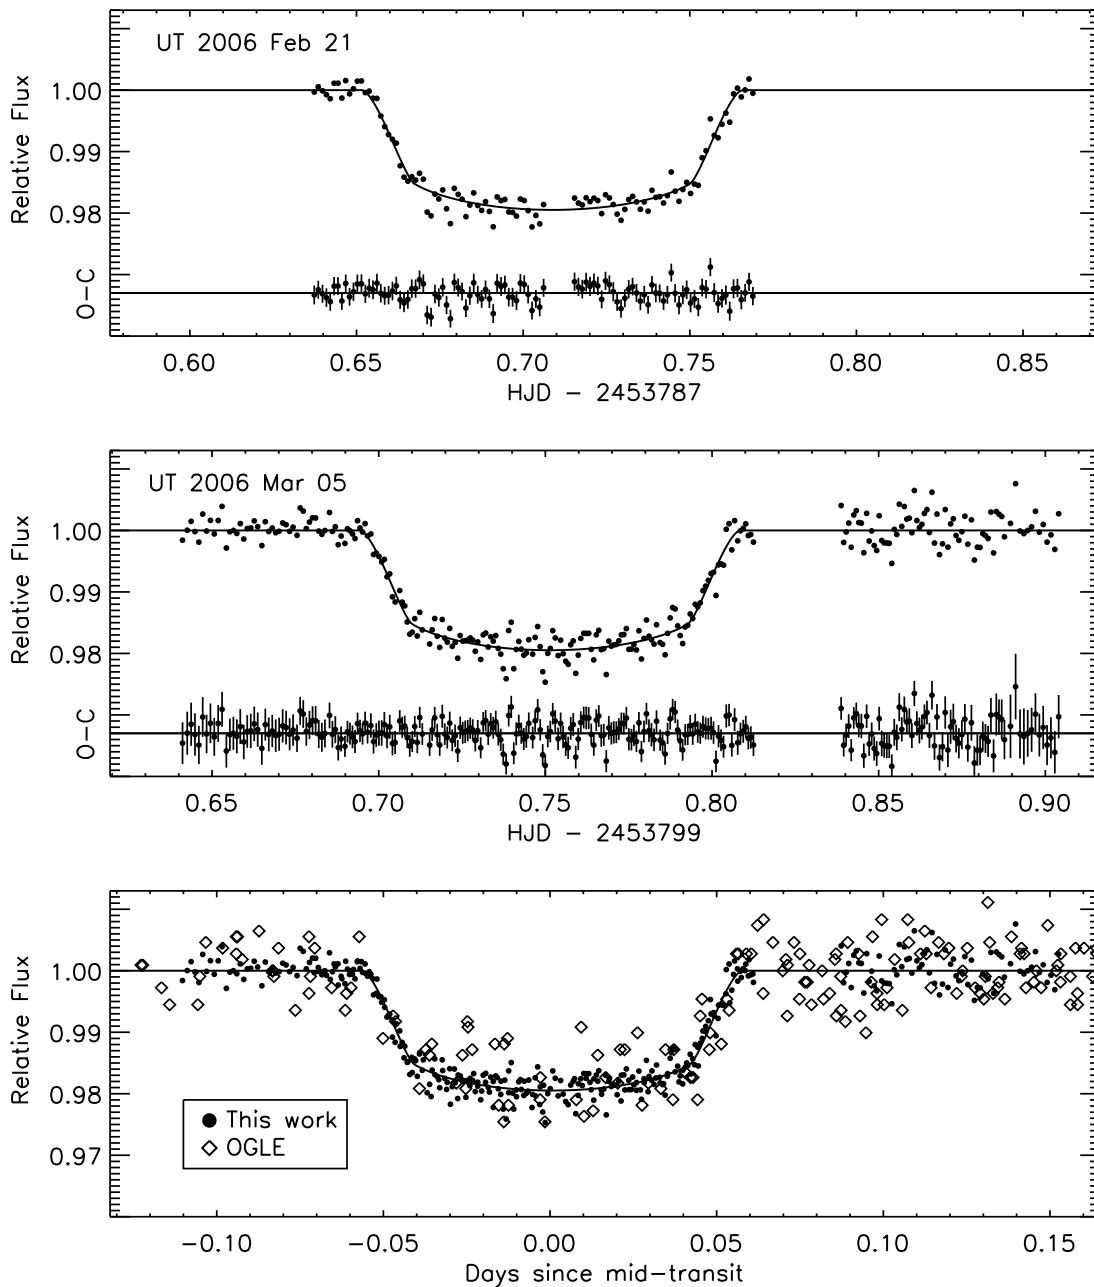 UT 2006 Feb 21
Relative Flux
1.00
0.99
0.98
O-C
0.60 0.65 0.70 0.75 0.80 0.85
HJD - 2453787
UT 2006 Mar 05
Relative Flux
1.00
0.99
0.98
O-C
0.65 0.70 0.75 0.80 0.85 0.90
HJD - 2453799
Relative Flux
1.00
0.99
0.98
0.97
This work
OGLE
-0.10 -0.05 0.00 0.05 0.10 0.15
Days since mid-transit